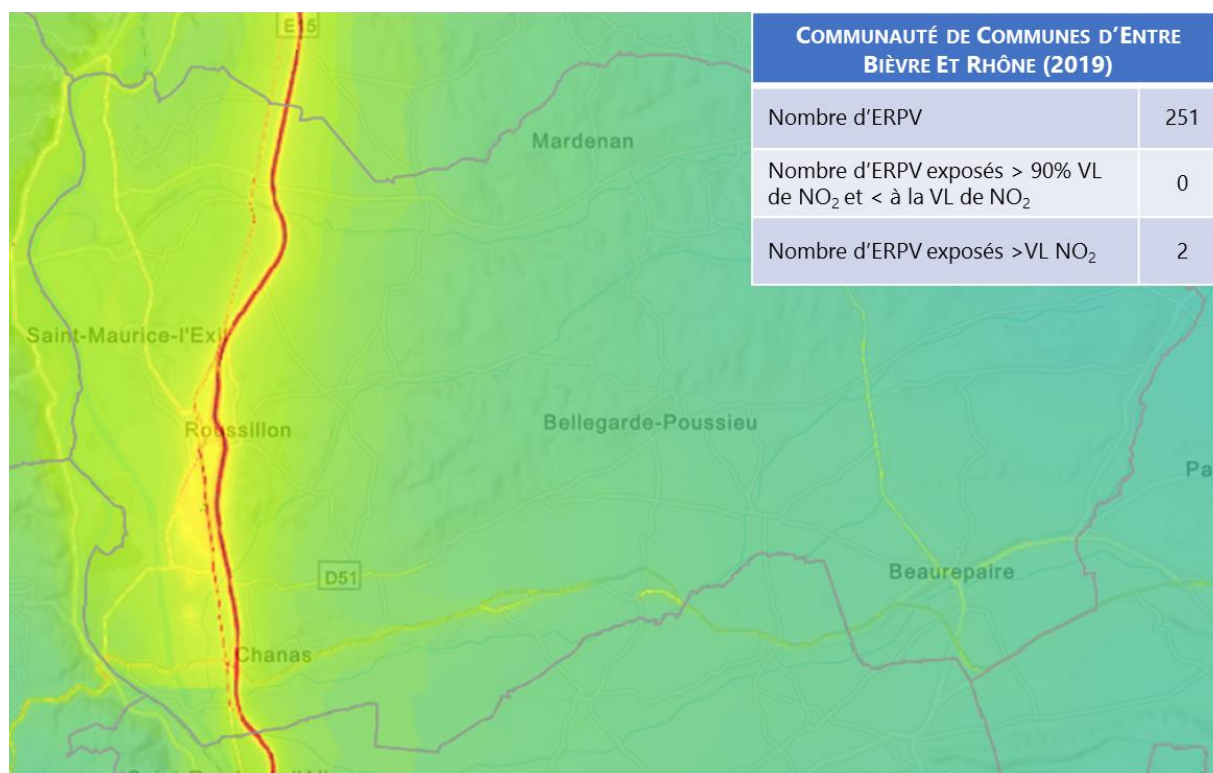 E15
COMMUNAUTÉ DE COMMUNES D'ENTRE
BIÈVRE ET RHÔNE (2019)
Nombre d'ERPV 251
Nombre d'ERPV exposés > 90% VL
de NO₂ et < à la VL de NO₂ 0
Nombre d'ERPV exposés >VL NO₂ 2
Mardenan
Saint-Maurice-l'Exil
Roussillon
Bellegarde-Poussieu
Pa
D51
Beaurepaire
Chanas